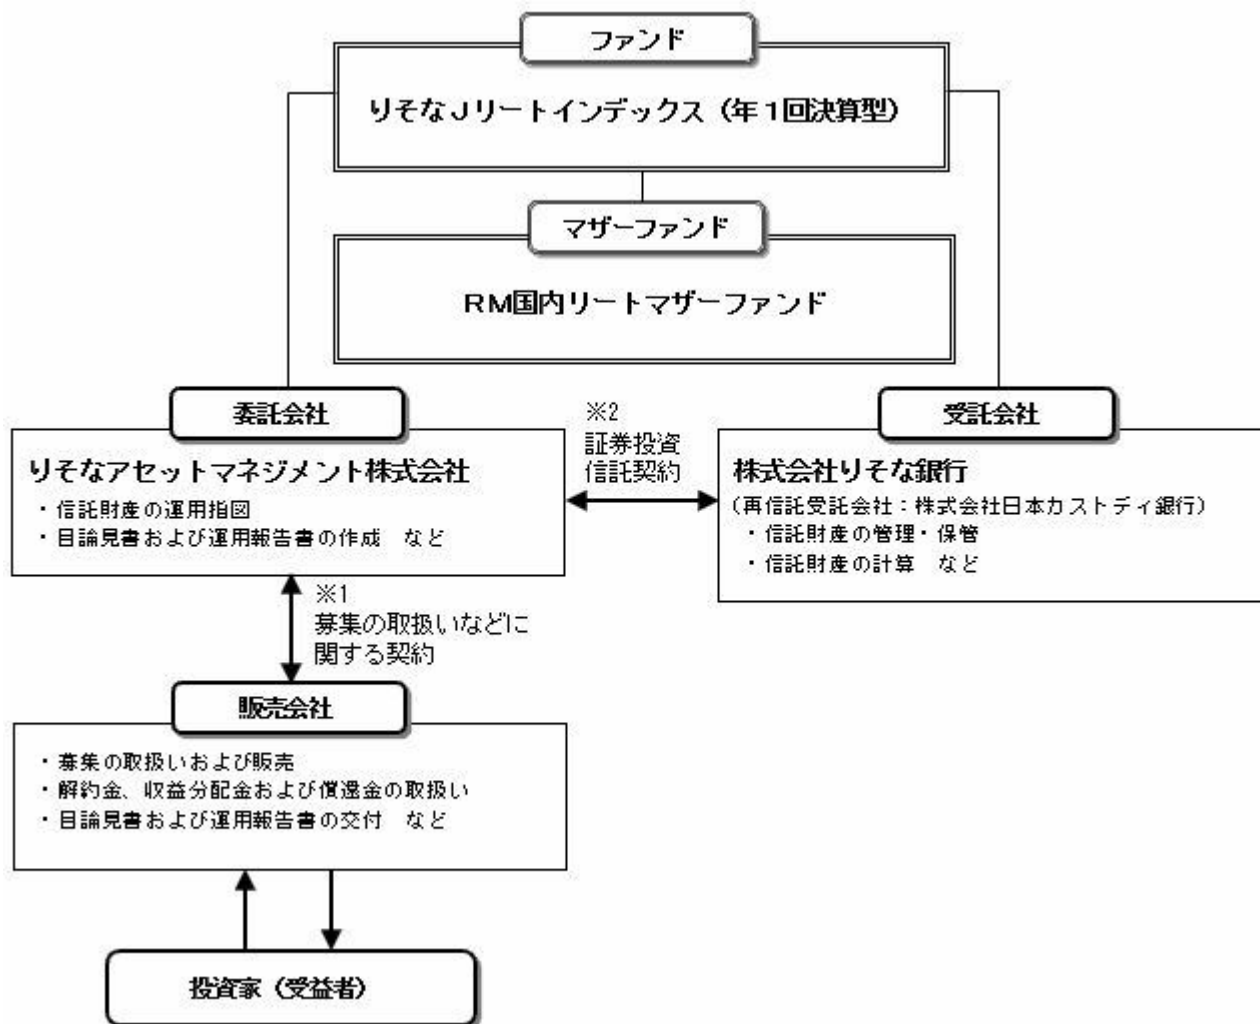 ファンド
りそなJリートインデックス（年1回決算型）
マザーファンド
RM国内リートマザーファンド
委託会社
りそなアセットマネジメント株式会社
・信託財産の運用指図
・目論見書および運用報告書の作成　など
※2
証券投資
信託契約
受託会社
株式会社りそな銀行
（再信託受託会社：株式会社日本カストディ銀行）
・信託財産の管理・保管
・信託財産の計算　など
※1
募集の取扱いなどに
関する契約
販売会社
・募集の取扱いおよび販売
・解約金、収益分配金および償還金の取扱い
・目論見書および運用報告書の交付　など
投資家（受益者）